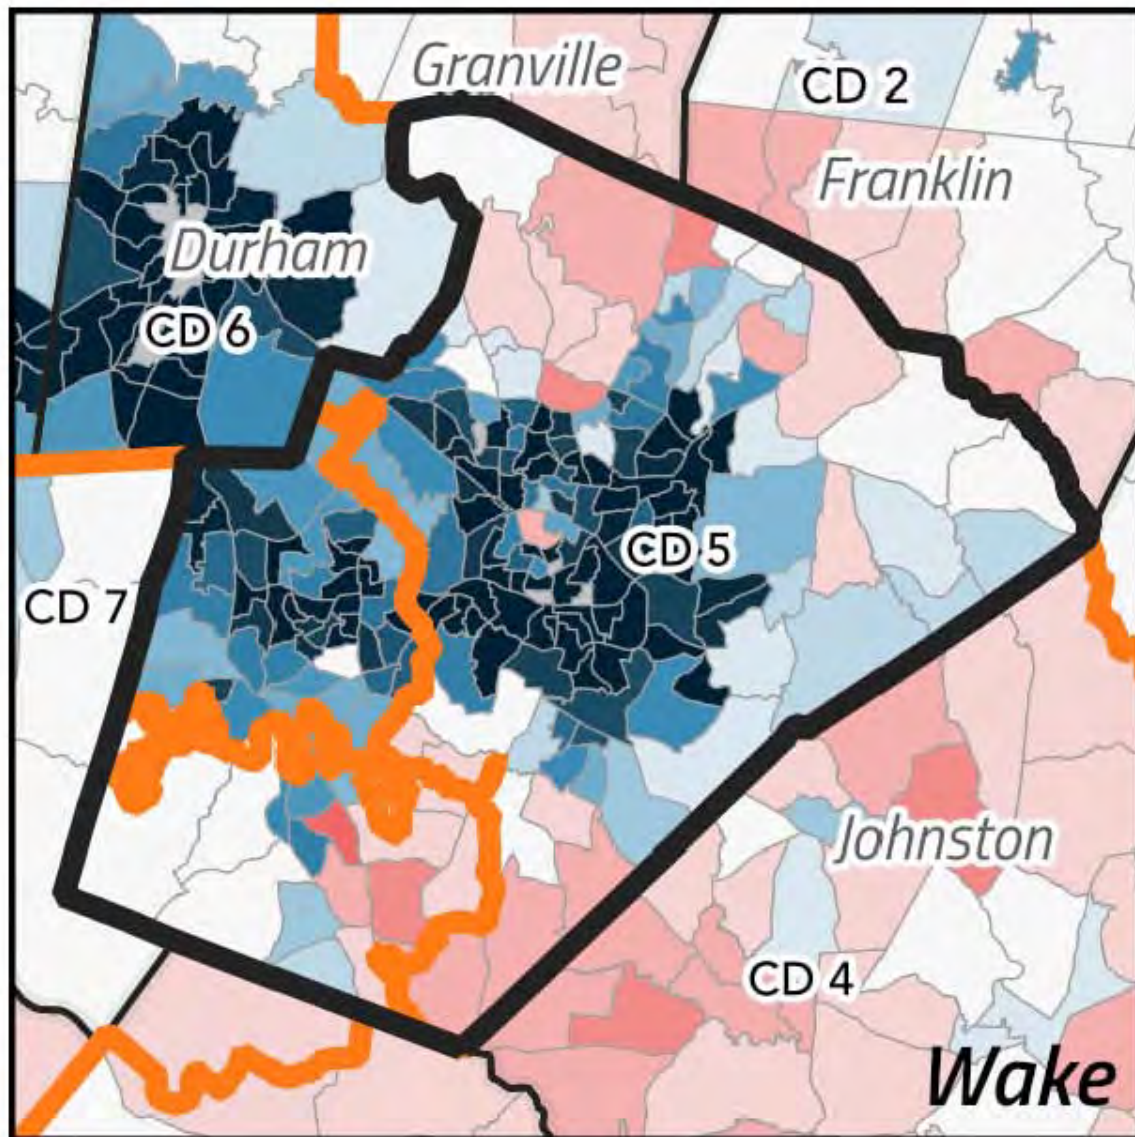 Granville
CD 2
Franklin
Durham
CD 6
CD 5
CD 7
Johnston
CD 4
Wake